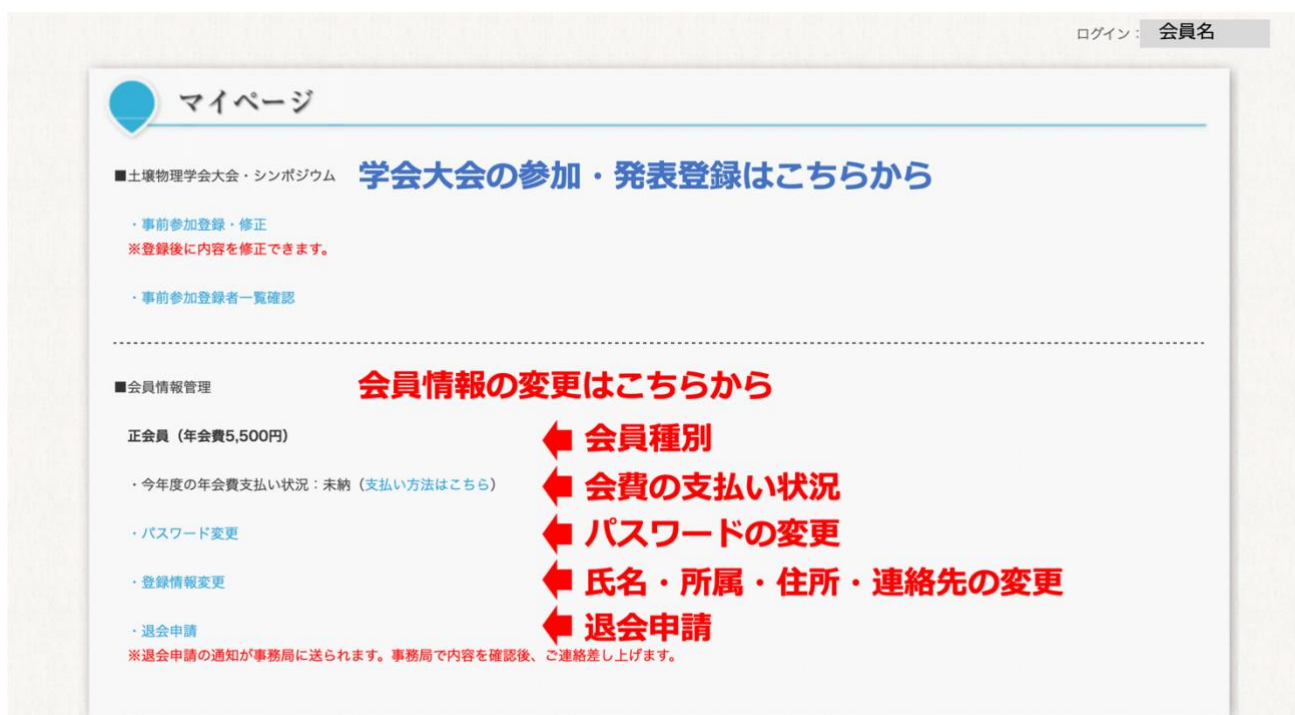 ログイン： 会員名
マイページ
■土壌物理学会大会・シンポジウム 学会大会の参加・発表登録はこちらから
・事前参加登録・修正
※登録後に内容を修正できます。
・事前参加登録者一覧確認
■会員情報管理 会員情報の変更はこちらから
正会員（年会費5,500円） 会員種別
・今年度の年会費支払い状況：未納（支払い方法はこちら） 会費の支払い状況
・パスワード変更 パスワードの変更
・登録情報変更 氏名・所属・住所・連絡先の変更
・退会申請 退会申請
※退会申請の通知が事務局に送られます。事務局で内容を確認後、ご連絡差し上げます。